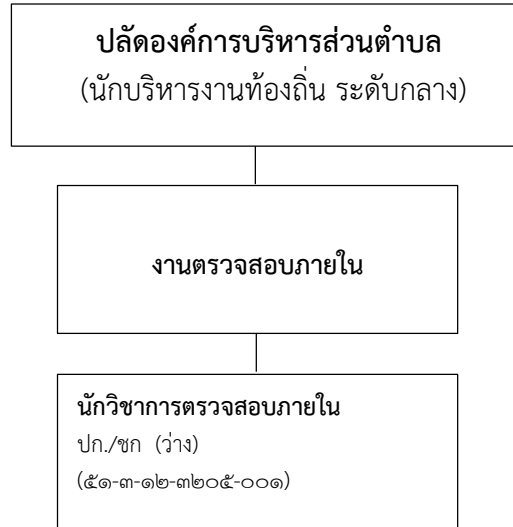 ปลัดองค์การบริหารส่วนตำบล
(นักบริหารงานท้องถิ่น ระดับกลาง)
งานตรวจสอบภายใน
นักวิชาการตรวจสอบภายใน
ปก./ชก (ว่าง)
(๕๑-๓-๑๒-๓๒๐๕-๐๐๑)